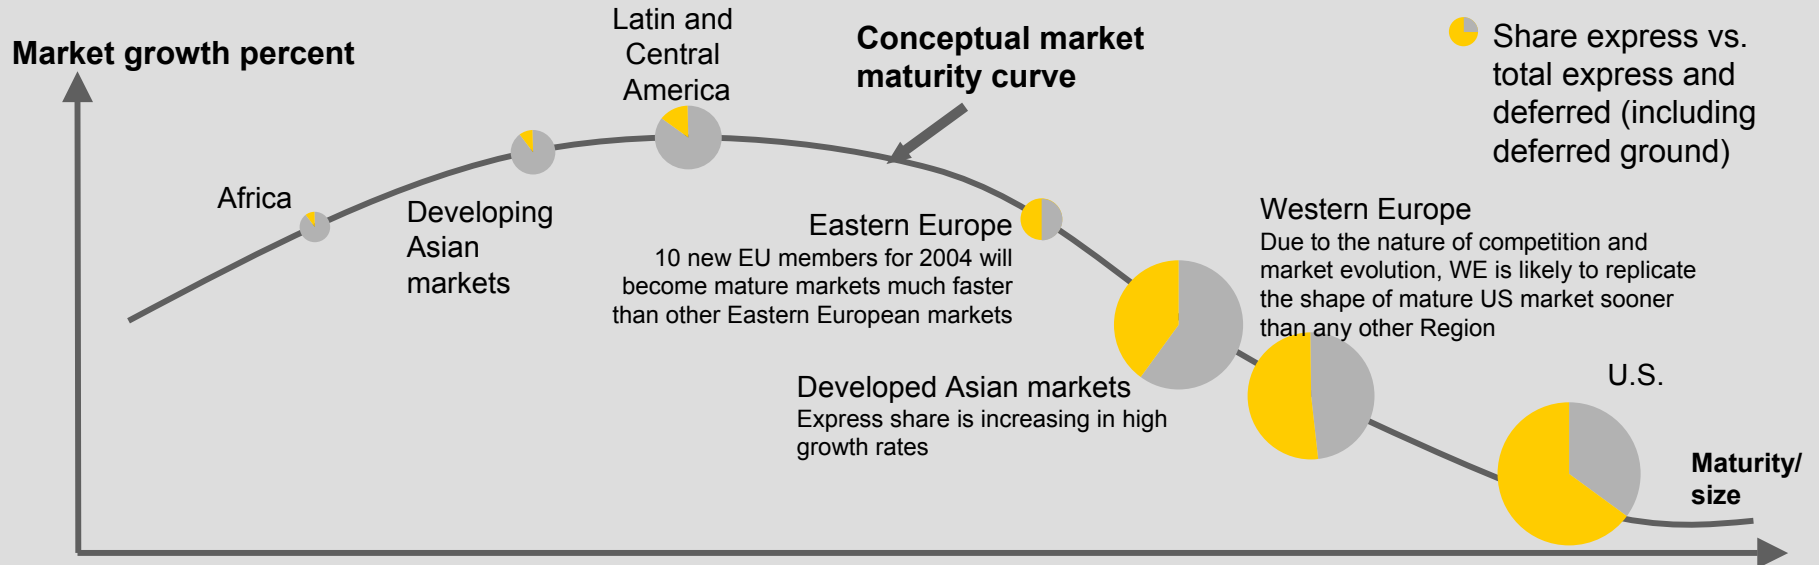 Market growth percent
Latin and
Central
America
Conceptual market
maturity curve
Share express vs.
total express and
deferred (including
deferred ground)
Africa
Developing
Asian
markets
Eastern Europe
10 new EU members for 2004 will
become mature markets much faster
than other Eastern European markets
Western Europe
Due to the nature of competition and
market evolution, WE is likely to replicate
the shape of mature US market sooner
than any other Region
Developed Asian markets
Express share is increasing in high
growth rates
U.S.
Maturity/
size